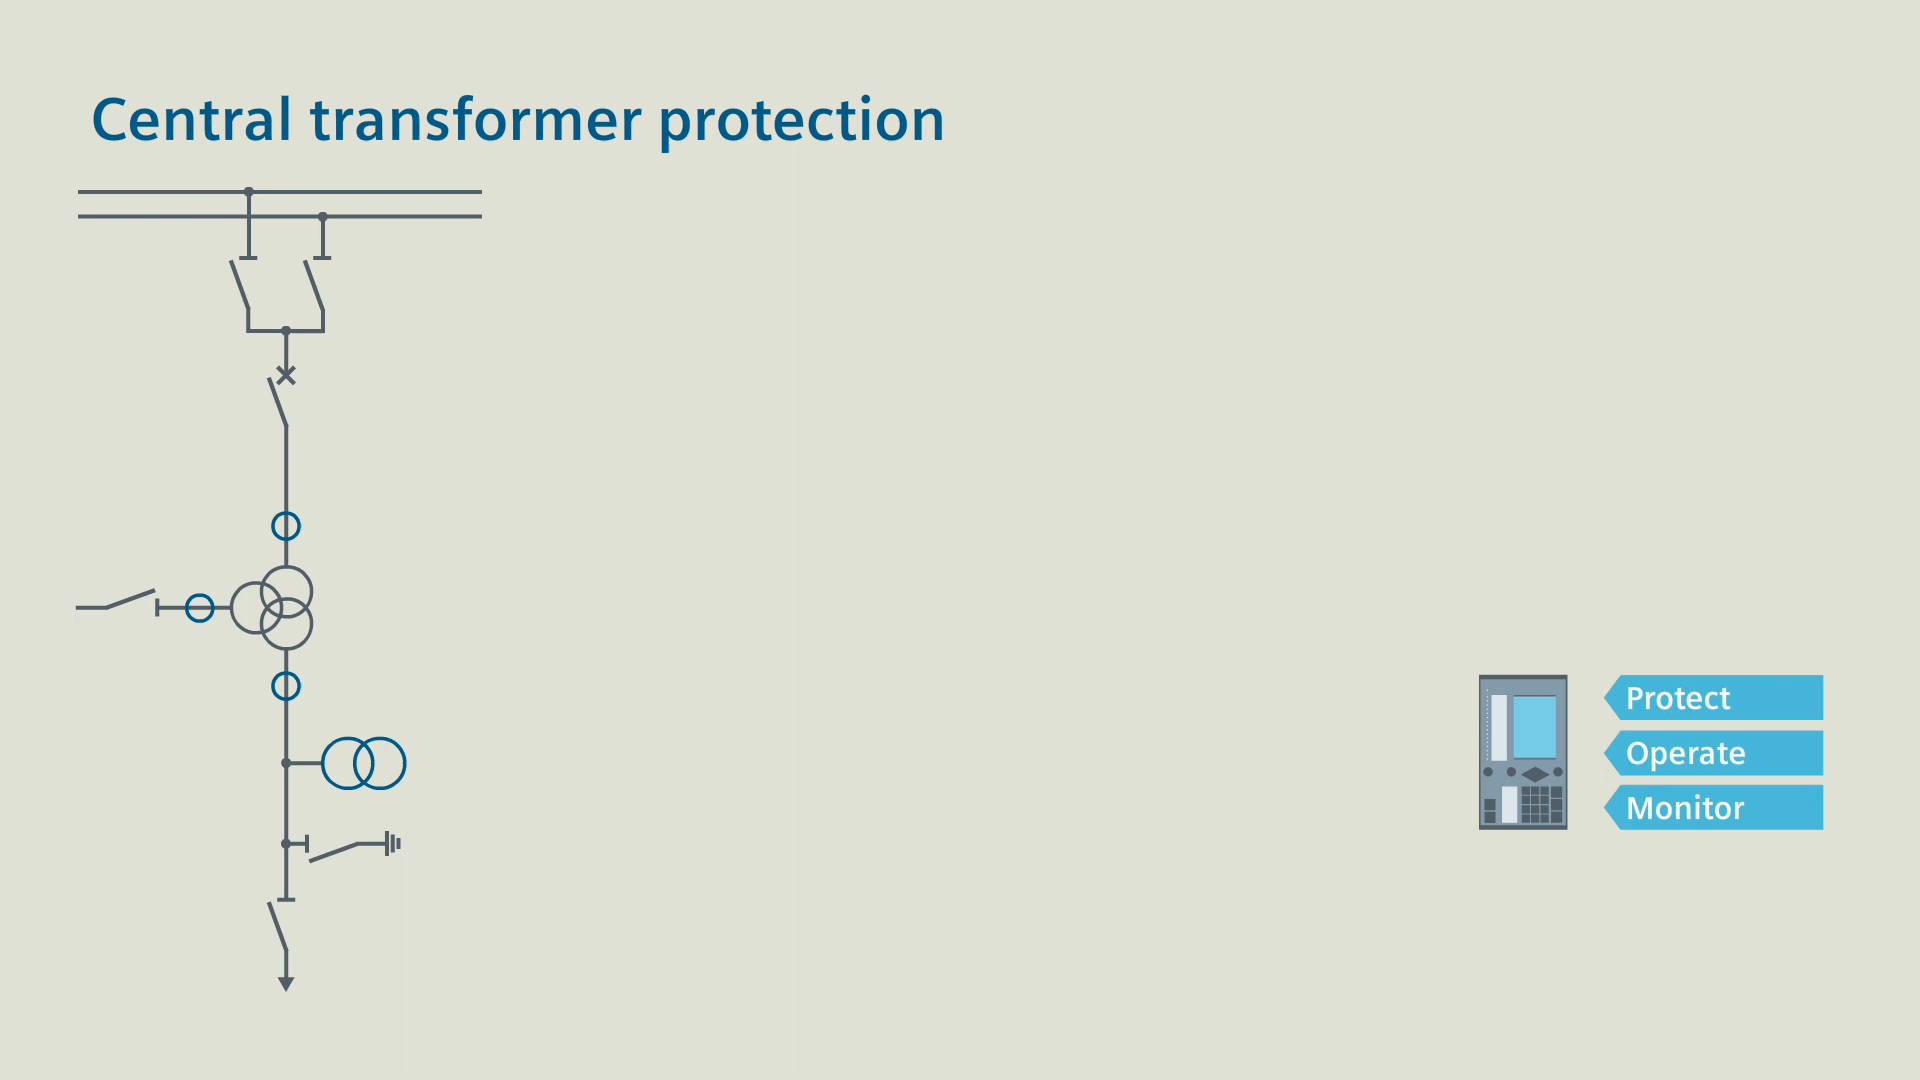 Central transformer protection
Protect
Operate
Monitor